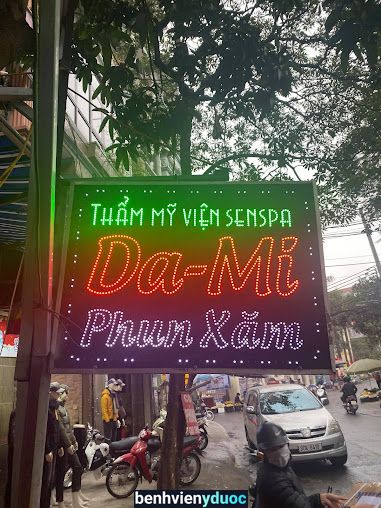 THẨM MỸ VIỆN SENSPA
Da-Mi
Phun Xăm
benhvienyduoc